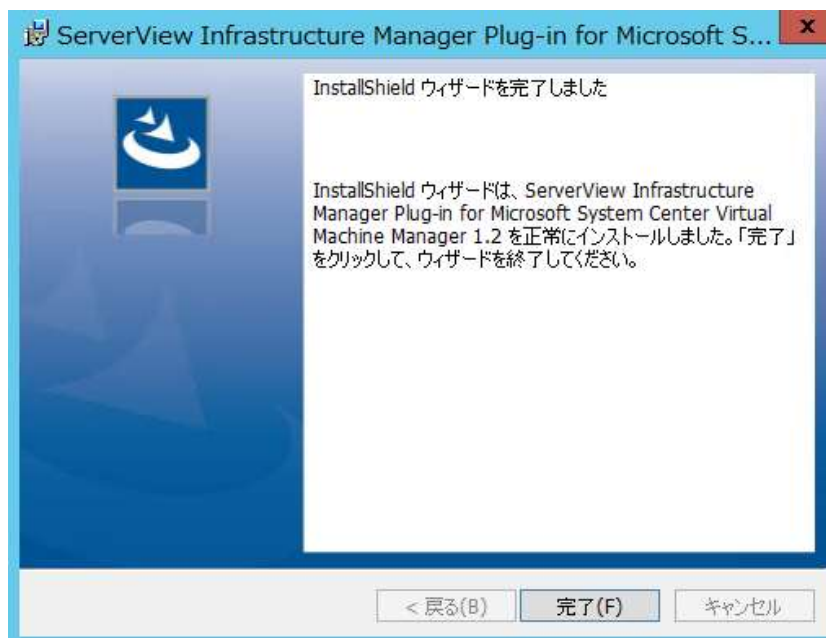 ServerView Infrastructure Manager Plug-in for Microsoft S...
x
InstallShield ウィザードを完了しました
InstallShield ウィザードは、ServerView Infrastructure
Manager Plug-in for Microsoft System Center Virtual
Machine Manager 1.2 を正常にインストールしました。「完了」
をクリックして、ウィザードを終了してください。
< 戻る(B)
完了(F)
キャンセル